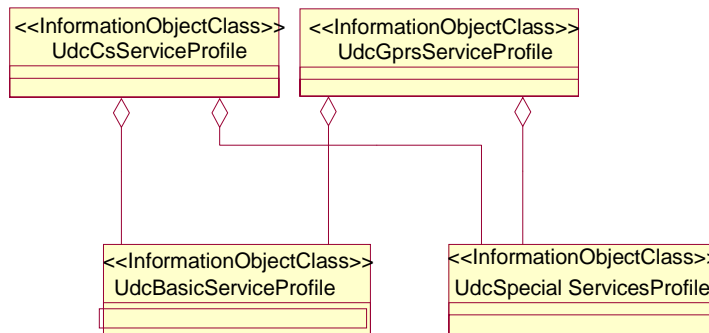 <<InformationObjectClass>>
UdcCsServiceProfile
<<InformationObjectClass>>
UdcGprsServiceProfile
<<InformationObjectClass>>
UdcBasicServiceProfile
<<InformationObjectClass>>
UdcSpecial ServicesProfile